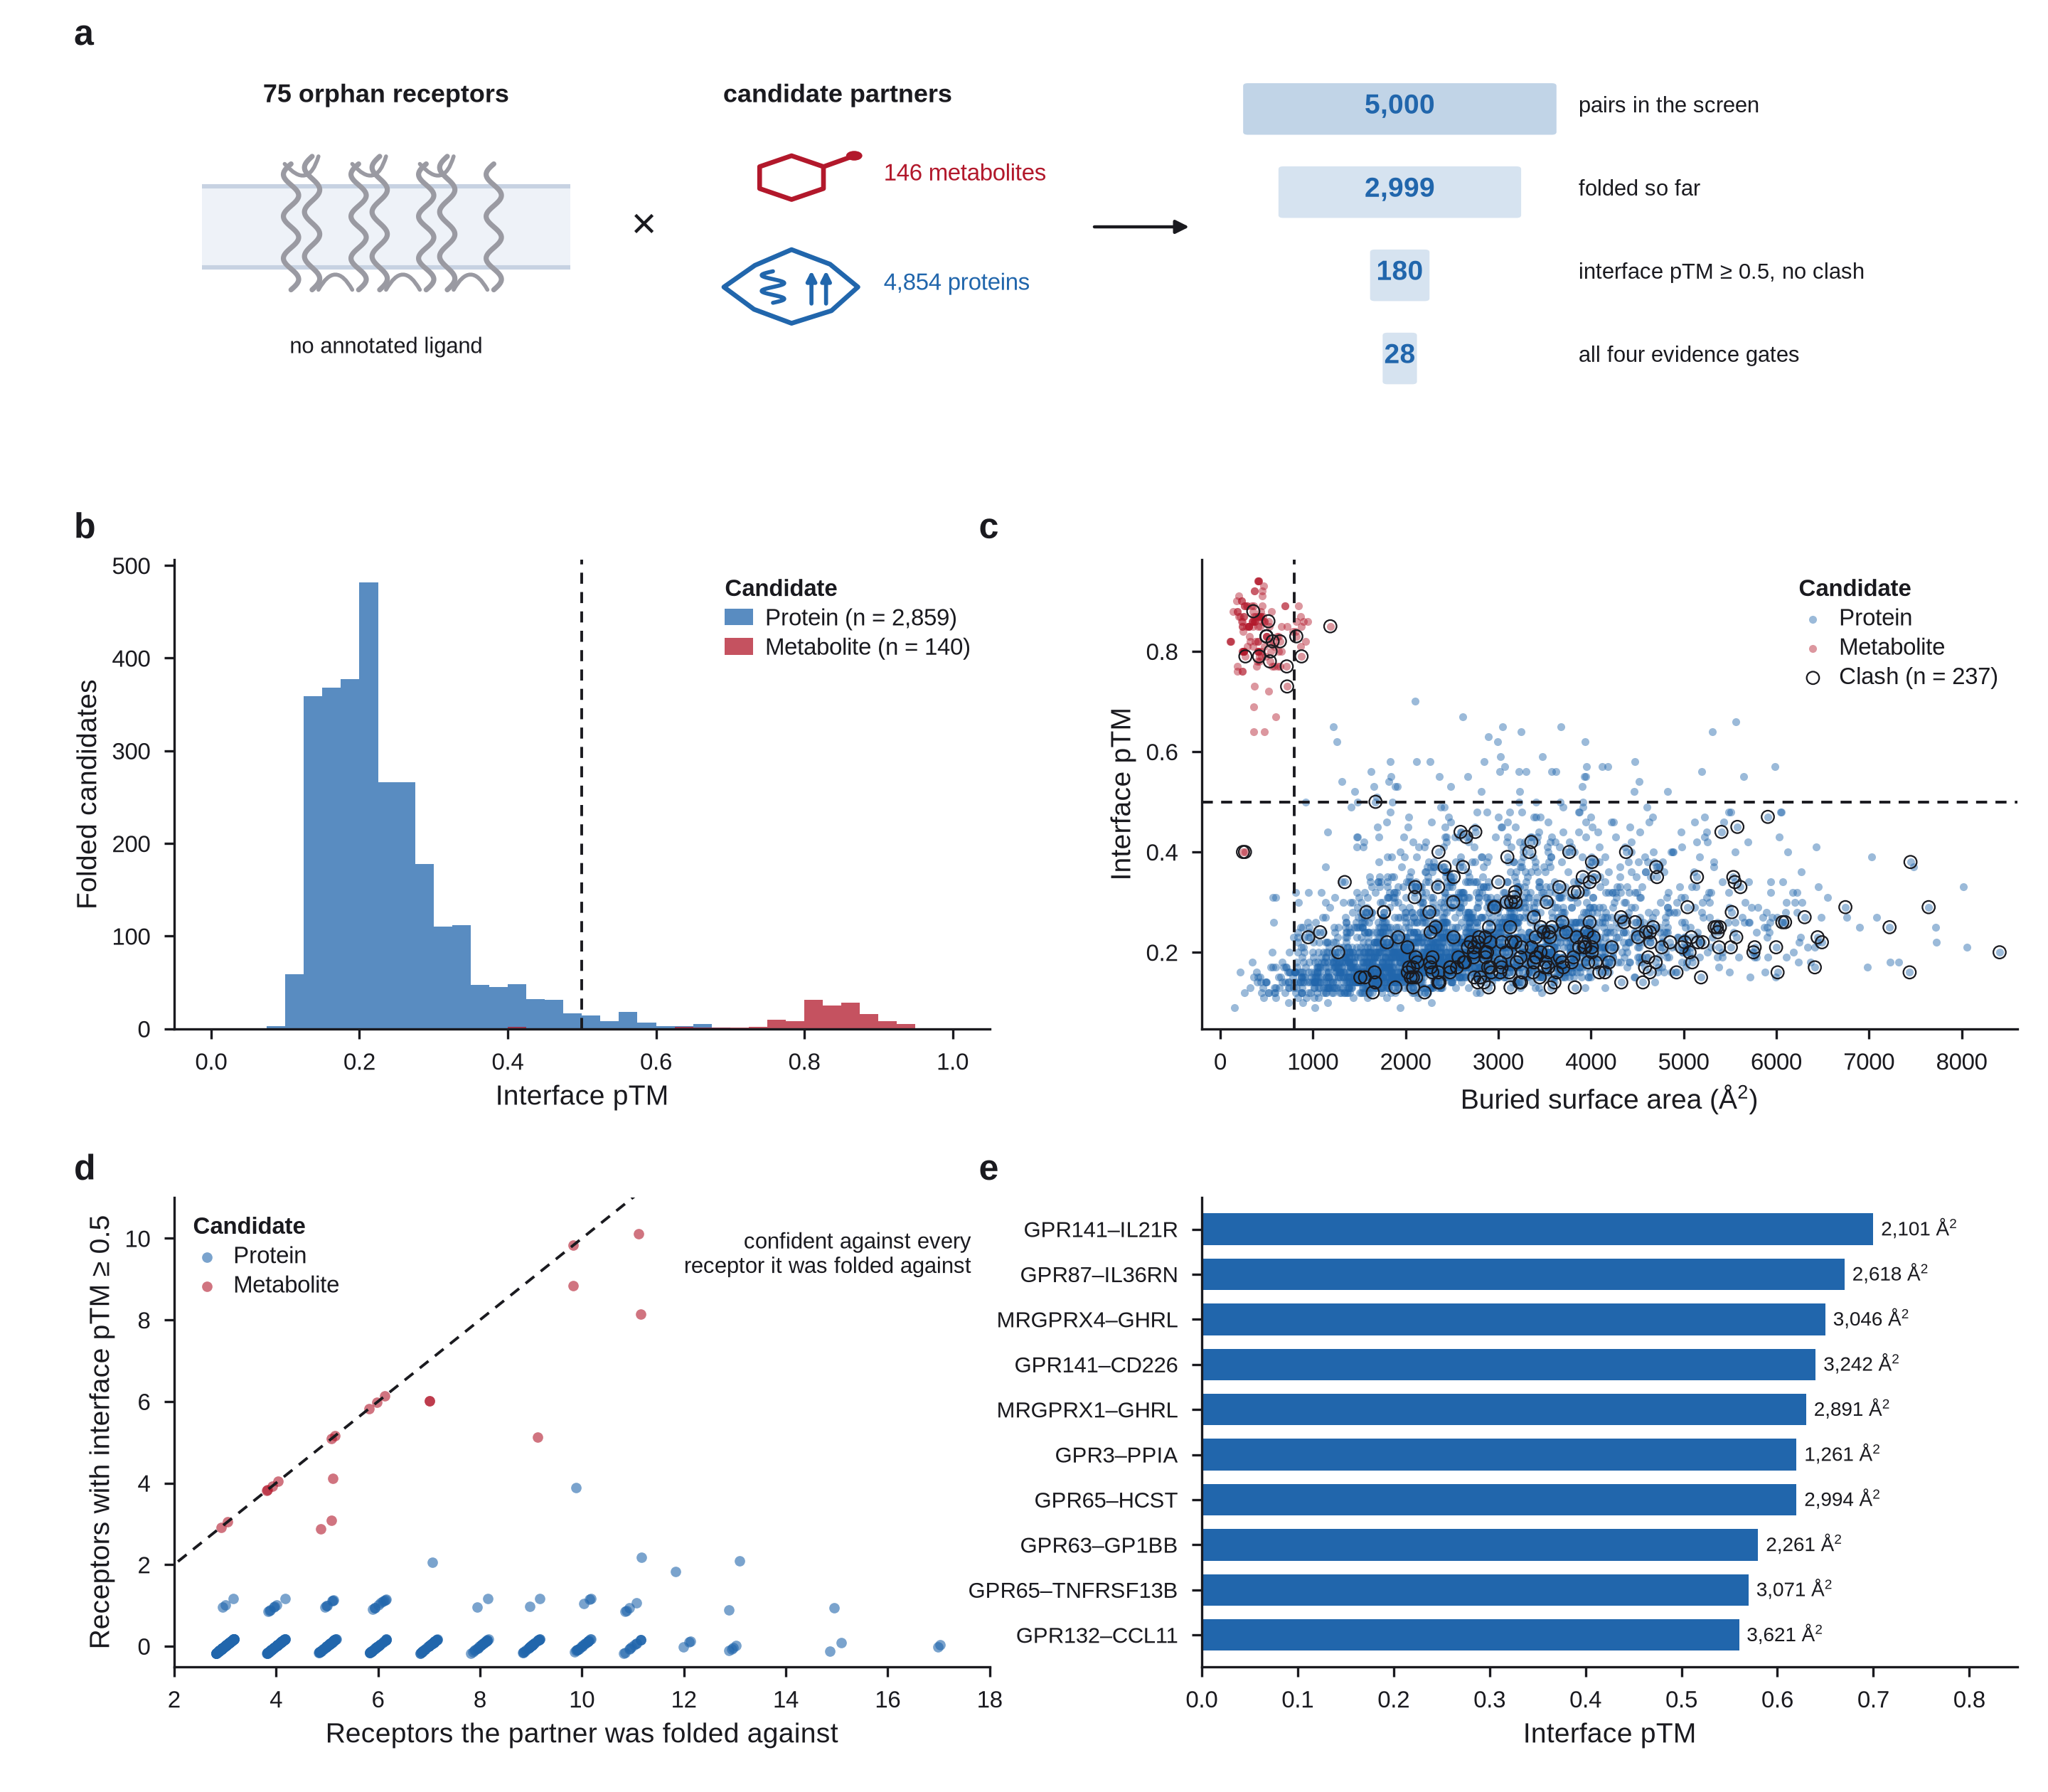 a
75 orphan receptors
no annotated ligand
×
candidate partners
146 metabolites
4,854 proteins
5,000 pairs in the screen
2,999 folded so far
180 interface pTM ≥ 0.5, no clash
28 all four evidence gates
b
Folded candidates
500
400
300
200
100
0
0.0 0.2 0.4 0.6 0.8 1.0
Interface pTM
Candidate
Protein (n = 2,859)
Metabolite (n = 140)
c
Interface pTM
0.8
0.6
0.4
0.2
0 1000 2000 3000 4000 5000 6000 7000 8000
Buried surface area (Å²)
Candidate
Protein
Metabolite
Clash (n = 237)
d
Receptors with interface pTM ≥ 0.5
10
8
6
4
2
0
2 4 6 8 10 12 14 16 18
Receptors the partner was folded against
Candidate
Protein
Metabolite
confident against every
receptor it was folded against
e
GPR141–IL21R 2,101 Å²
GPR87–IL36RN 2,618 Å²
MRGPRX4–GHRL 3,046 Å²
GPR141–CD226 3,242 Å²
MRGPRX1–GHRL 2,891 Å²
GPR3–PPIA 1,261 Å²
GPR65–HCST 2,994 Å²
GPR63–GP1BB 2,261 Å²
GPR65–TNFRSF13B 3,071 Å²
GPR132–CCL11 3,621 Å²
0.0 0.1 0.2 0.3 0.4 0.5 0.6 0.7 0.8
Interface pTM